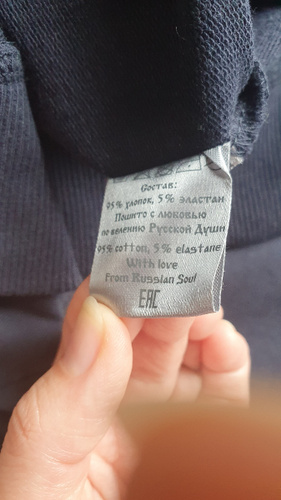 Состав:
95% хлопок, 5% эластан
Пошито с любовью
по велению Русской Души
95% cotton, 5% elastane
With love
From Russian Soul
EAC